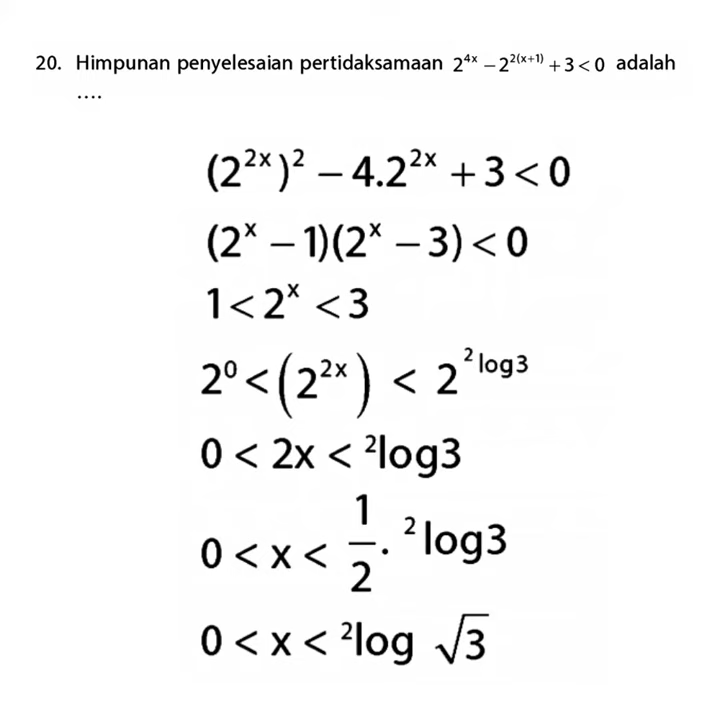 20. Himpunan penyelesaian pertidaksamaan 2^{4x} – 2^{2(x+1)} + 3 < 0 adalah
....
(2^{2x})^2 – 4.2^{2x} + 3 < 0
(2^x – 1)(2^x – 3) < 0
1 < 2^x < 3
2^0 < (2^{2x}) < 2^{^2log3}
0 < 2x < ^2log3
0 < x < \frac{1}{2}. ^2log3
0 < x < ^2log √3